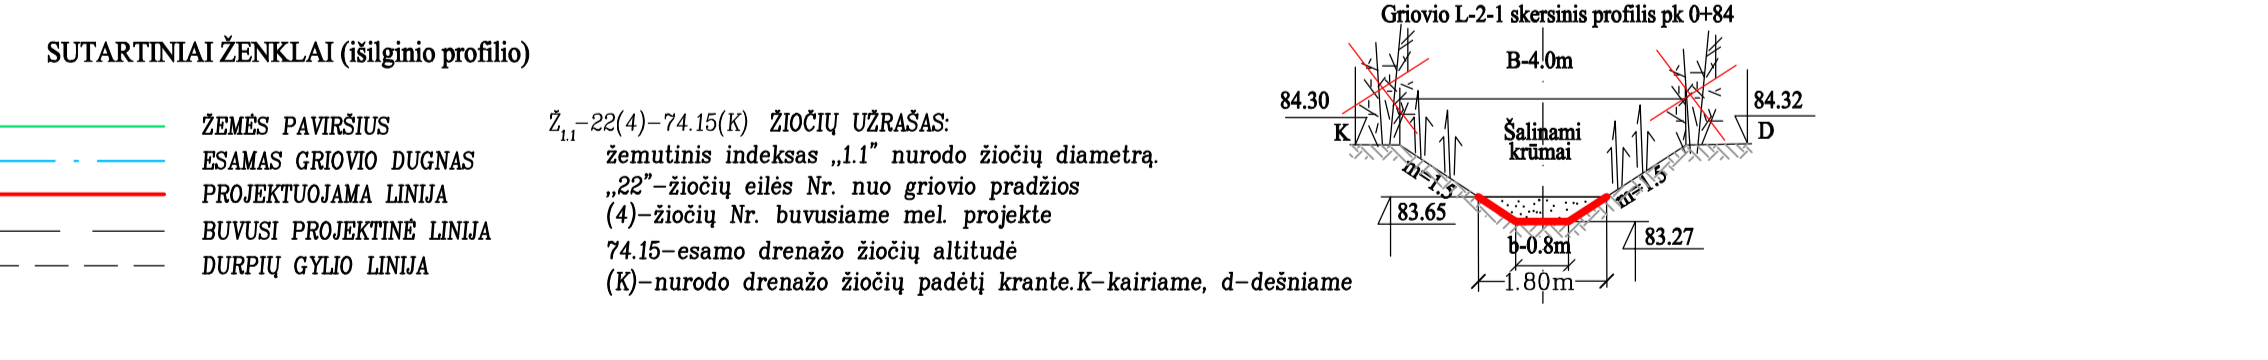 SUTARTINIAI ŽENKLAI (išilginio profilio)
ŽEMĖS PAVIRŠIUS
ESAMAS GRIOVIO DUGNAS
PROJEKTUOJAMA LINIJA
BUVUSI PROJEKTINĖ LINIJA
DURPIŲ GYLIO LINIJA
Ž1.1-22(4)-74.15(K) ŽIOČIŲ UŽRAŠAS:
žemutinis indeksas „1.1" nurodo žiočių diametrą.
„22"-žiočių eilės Nr. nuo griovio pradžios
(4)-žiočių Nr. buvusiame mel. projekte
74.15-esamo drenažo žiočių altitudė
(K)-nurodo drenažo žiočių padėtį krante.K-kairiame, d-dešniame
Griovio L-2-1 skersinis profilis pk 0+84
B-4.0m
84.30
84.32
K
D
Šalinami
krūmai
m=1.5
m=1.5
83.65
83.27
b-0.8m
1.80m